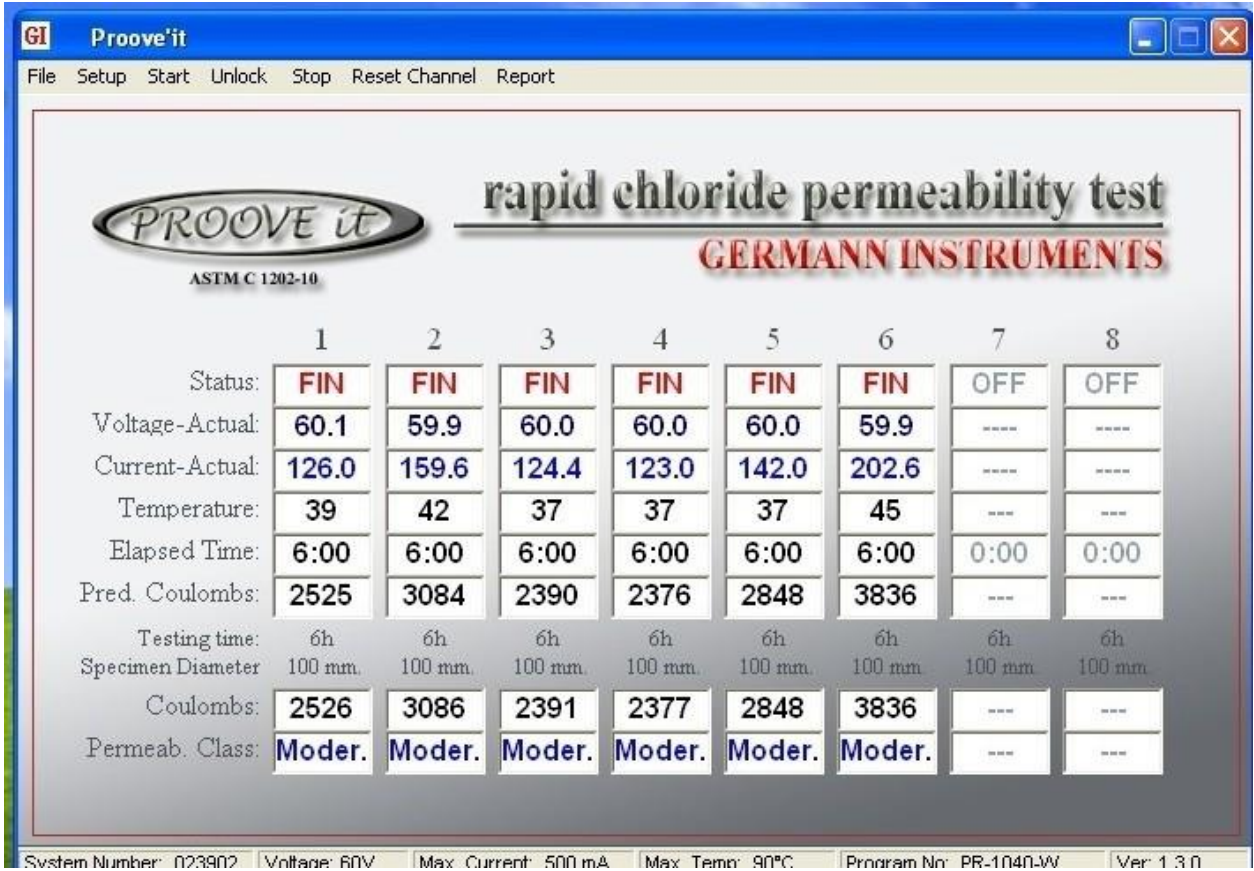 GI Proove'it
File Setup Start Unlock Stop Reset Channel Report
PROOVE it
rapid chloride permeability test
GERMANN INSTRUMENTS
ASTM C 1202-10
1 2 3 4 5 6 7 8
Status: FIN FIN FIN FIN FIN FIN OFF OFF
Voltage-Actual: 60.1 59.9 60.0 60.0 60.0 59.9 ---- ----
Current-Actual: 126.0 159.6 124.4 123.0 142.0 202.6 ---- ----
Temperature: 39 42 37 37 37 45 --- ---
Elapsed Time: 6:00 6:00 6:00 6:00 6:00 6:00 0:00 0:00
Pred. Coulombs: 2525 3084 2390 2376 2848 3836 --- ---
Testing time: 6h 6h 6h 6h 6h 6h 6h 6h
Specimen Diameter 100 mm. 100 mm. 100 mm. 100 mm. 100 mm. 100 mm. 100 mm. 100 mm.
Coulombs: 2526 3086 2391 2377 2848 3836 --- ---
Permeab. Class: Moder. Moder. Moder. Moder. Moder. Moder. --- ---
System Number: 023902 Voltage: 60V Max. Current: 500 mA Max. Temp: 90°C Program No: PR-1040-W Ver: 1.3.0